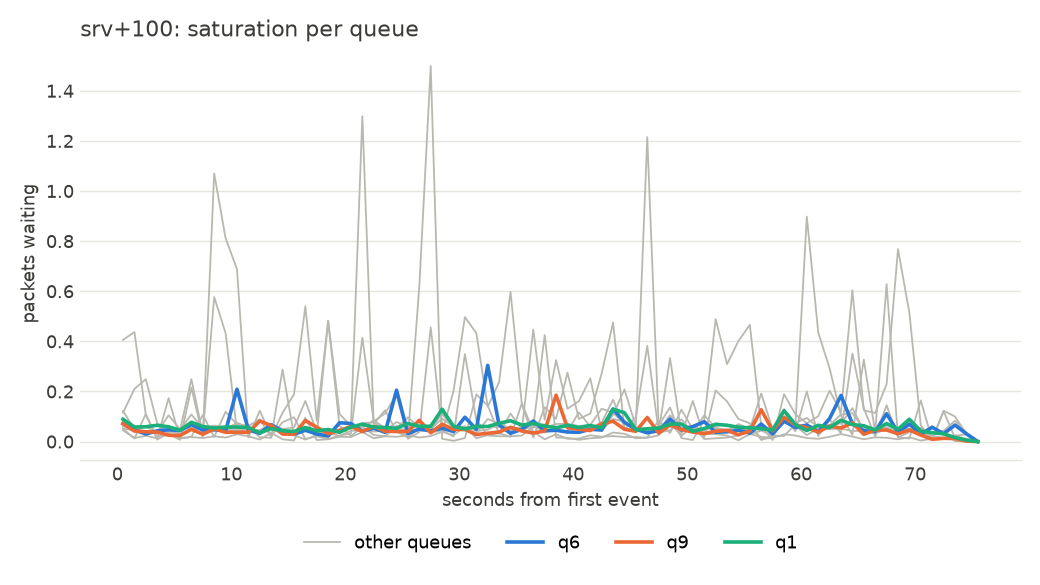 srv+100: saturation per queue
packets waiting
1.4
1.2
1.0
0.8
0.6
0.4
0.2
0.0
0 10 20 30 40 50 60 70
seconds from first event
other queues q6 q9 q1